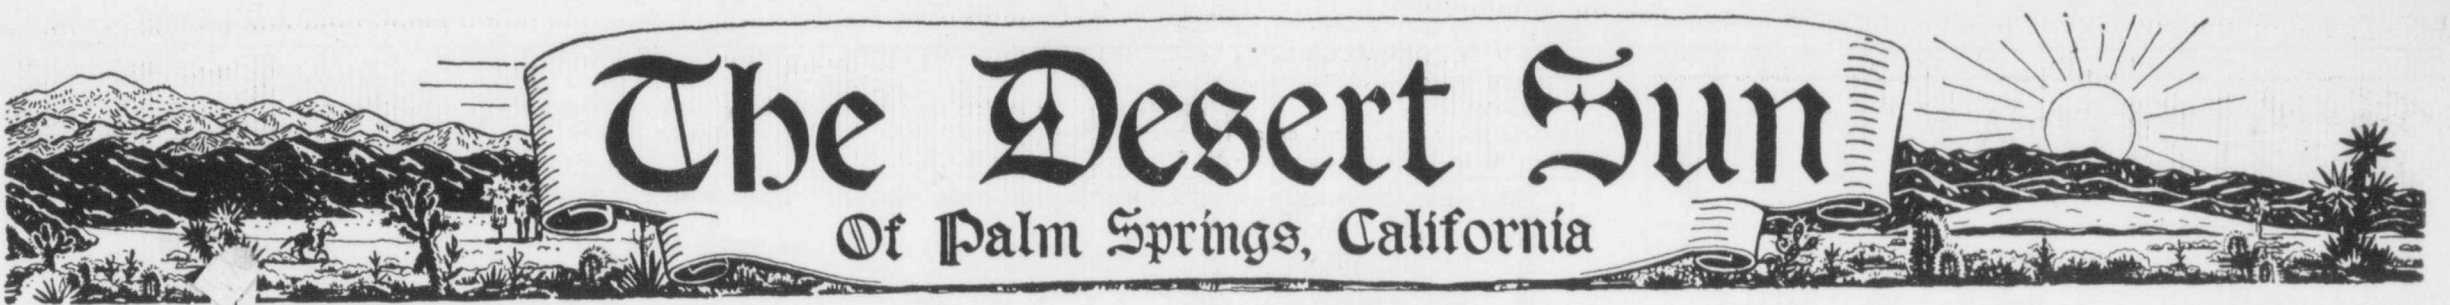 The Desert Sun
Of Palm Springs, California